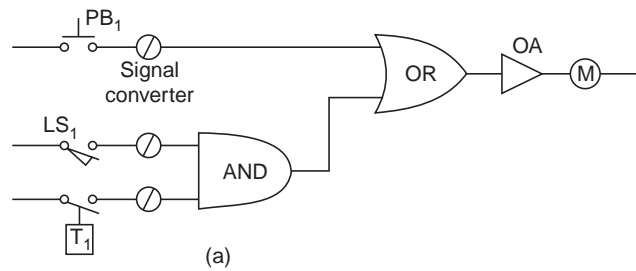 PB₁
Signal
converter
OR
OA
M
LS₁
AND
T₁
(a)